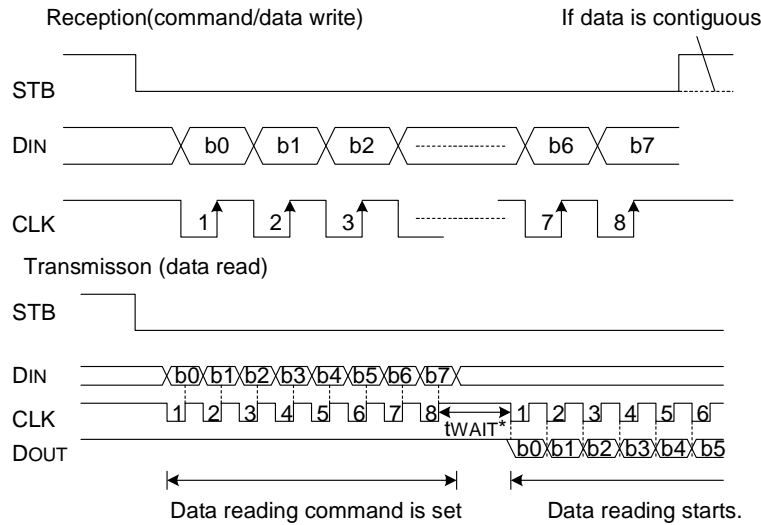 Reception(command/data write)
If data is contiguous
STB
DIN b0 b1 b2 b6 b7
CLK 1 2 3 7 8
Transmisson (data read)
STB
DIN b0 b1 b2 b3 b4 b5 b6 b7
CLK 1 2 3 4 5 6 7 8 tWAIT* 1 2 3 4 5 6
DOUT b0 b1 b2 b3 b4 b5
Data reading command is set
Data reading starts.